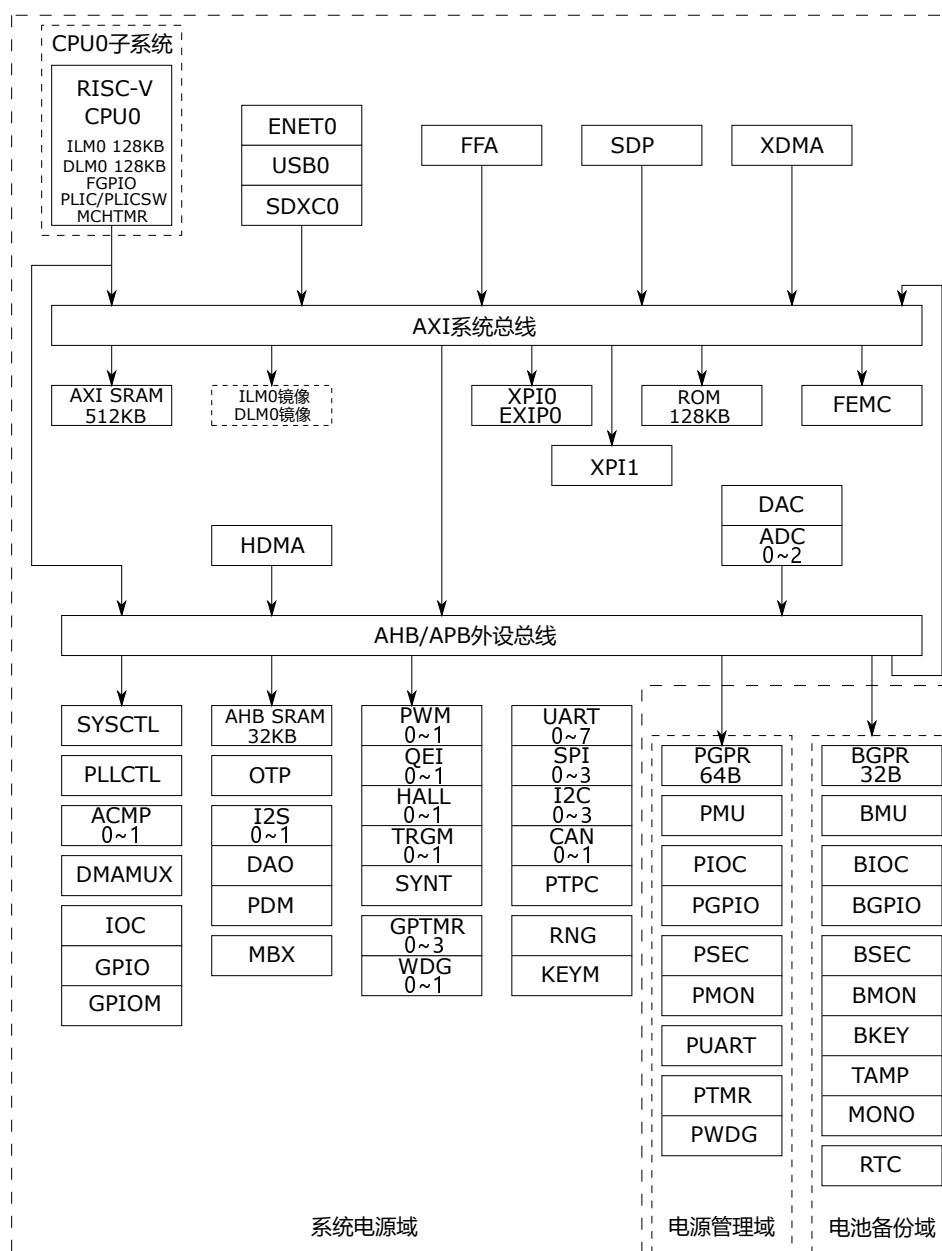 CPU0子系统
RISC-V
CPU0
ILM0 128KB
DLM0 128KB
FGPIO
PLIC/PLICSW
MCHTMR
ENET0
USB0
SDXC0
FFA
SDP
XDMA
AXI系统总线
AXI SRAM
512KB
ILM0镜像
DLM0镜像
XPI0
EXIP0
XPI1
ROM
128KB
FEMC
HDMA
DAC
ADC
0~2
AHB/APB外设总线
SYSCTL
PLLCTL
ACMP
0~1
DMAMUX
IOC
GPIO
GPIOM
AHB SRAM
32KB
OTP
I2S
0~1
DAO
PDM
MBX
PWM
0~1
QEI
0~1
HALL
0~1
TRGM
0~1
SYNT
GPTMR
0~3
WDG
0~1
UART
0~7
SPI
0~3
I2C
0~3
CAN
0~1
PTPC
RNG
KEYM
PGPR
64B
PMU
PIOC
PGPIO
PSEC
PMON
PUART
PTMR
PWDG
BGPR
32B
BMU
BIOC
BGPIO
BSEC
BMON
BKEY
TAMP
MONO
RTC
系统电源域
电源管理域
电池备份域